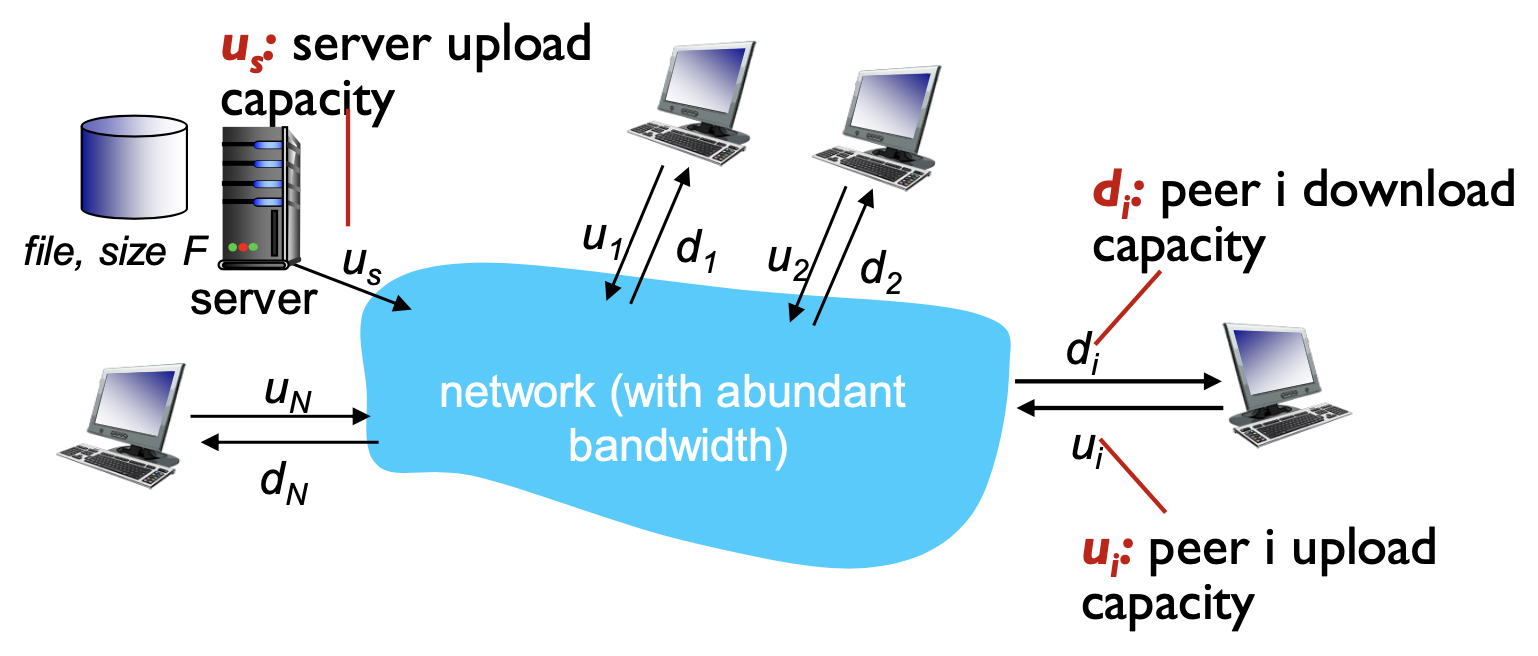 u_s: server upload
capacity
file, size F
server
u_s
u_1
d_1
u_2
d_2
d_i: peer i download
capacity
d_i
u_N
d_N
network (with abundant
bandwidth)
u_i
u_i: peer i upload
capacity